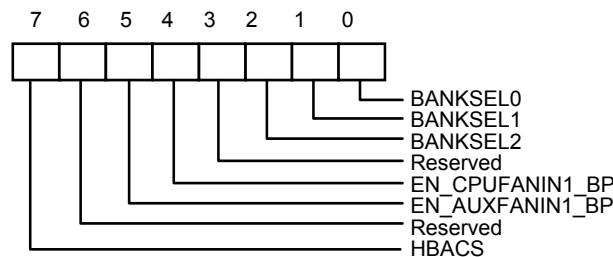 7 6 5 4 3 2 1 0
BANKSEL0
BANKSEL1
BANKSEL2
Reserved
EN_CPUFANIN1_BP
EN_AUXFANIN1_BP
Reserved
HBACS